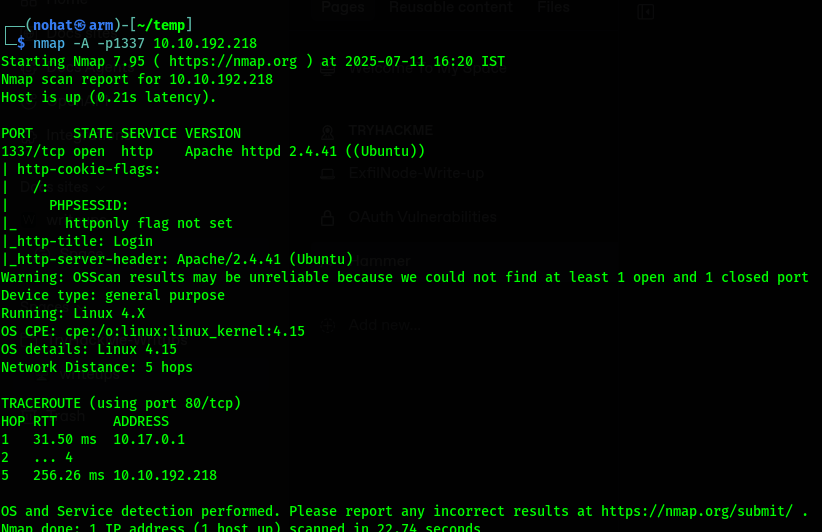 Pages Reusable content Files
┌──(nohat㉿arm)-[~/temp]
└─$ nmap -A -p1337 10.10.192.218
Starting Nmap 7.95 ( https://nmap.org ) at 2025-07-11 16:20 IST
Nmap scan report for 10.10.192.218
Host is up (0.21s latency).
PORT     STATE SERVICE VERSION
TRYHACKME
1337/tcp open  http    Apache httpd 2.4.41 ((Ubuntu))
| http-cookie-flags:
ExfilNode-Write-up
|   /:
|     PHPSESSID:
OAuth Vulnerabilities
|_      httponly flag not set
|_http-title: Login
|_http-server-header: Apache/2.4.41 (Ubuntu)
Hammer
Warning: OSScan results may be unreliable because we could not find at least 1 open and 1 closed port
Device type: general purpose
Running: Linux 4.X
Add new...
OS CPE: cpe:/o:linux:linux_kernel:4.15
OS details: Linux 4.15
Network Distance: 5 hops
TRACEROUTE (using port 80/tcp)
HOP RTT       ADDRESS
1   31.50 ms  10.17.0.1
2   ... 4
5   256.26 ms 10.10.192.218
OS and Service detection performed. Please report any incorrect results at https://nmap.org/submit/ .
Nmap done: 1 IP address (1 host up) scanned in 22.74 seconds